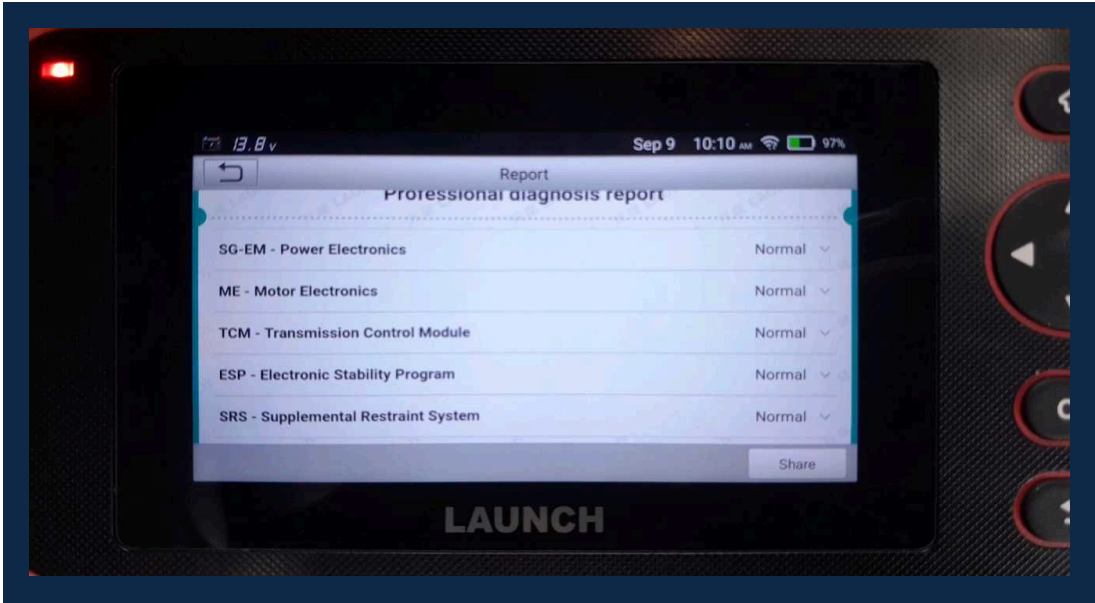 13.8 v Sep 9 10:10 AM 97%
Report
Professional diagnosis report
SG-EM - Power Electronics Normal
ME - Motor Electronics Normal
TCM - Transmission Control Module Normal
ESP - Electronic Stability Program Normal
SRS - Supplemental Restraint System Normal
Share
LAUNCH